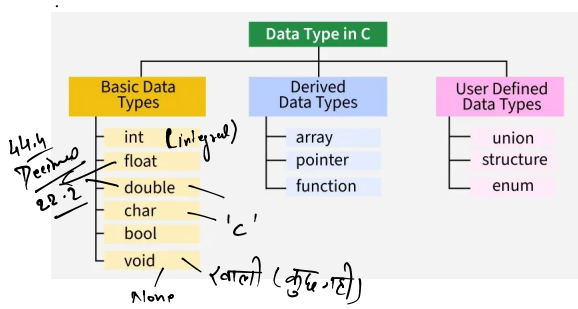 Data Type in C
Basic Data
Types
int (integral)
float
double
char
bool
void
44.4
Decimal
22.2
'c'
None
खाली (कुछ नहीं)
Derived
Data Types
array
pointer
function
User Defined
Data Types
union
structure
enum